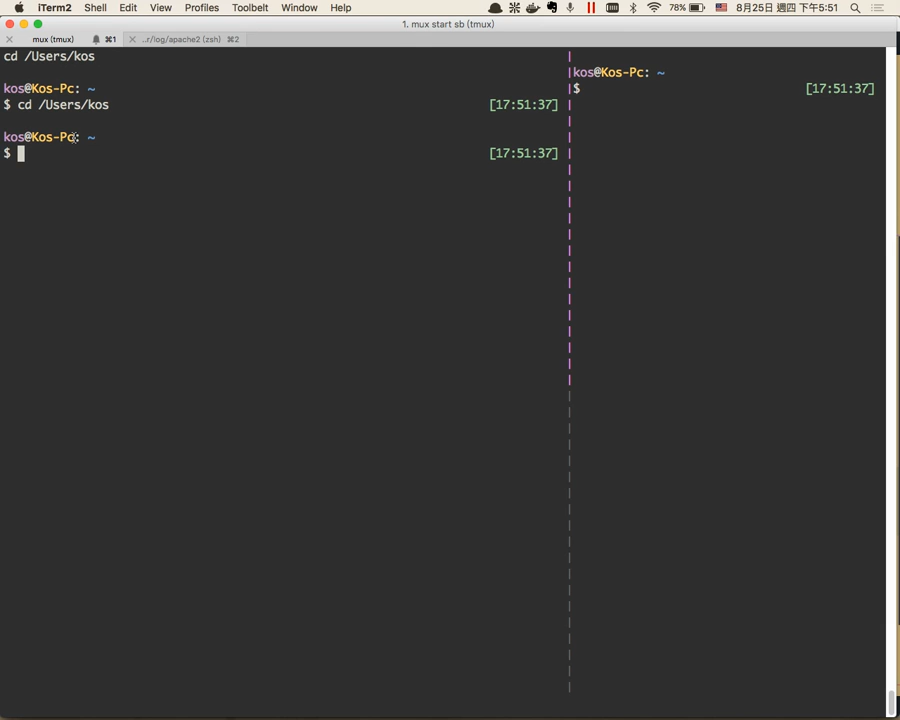 iTerm2 Shell Edit View Profiles Toolbelt Window Help 78% 8月25日 週四 下午5:51
1. mux start sb (tmux)
mux (tmux) ⌘1 ..r/log/apache2 (zsh) ⌘2
cd /Users/kos
kos@Kos-Pc: ~
$ cd /Users/kos [17:51:37]
kos@Kos-Pc: ~
$ [17:51:37]
kos@Kos-Pc: ~
$ [17:51:37]